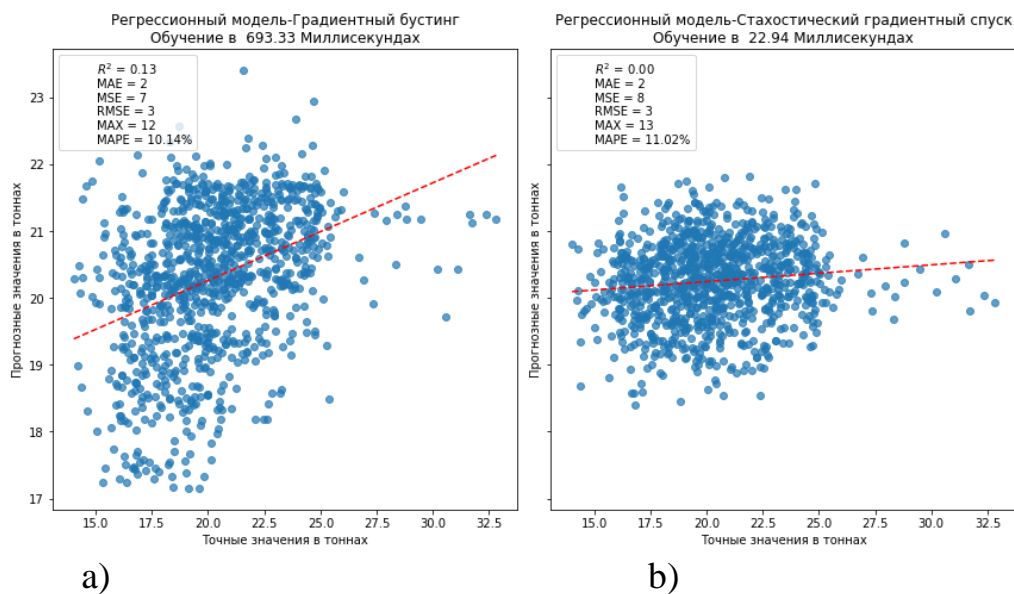 Регрессионный модель-Градиентный бустинг
Обучение в 693.33 Миллисекундах
R² = 0.13
MAE = 2
MSE = 7
RMSE = 3
MAX = 12
MAPE = 10.14%
Прогнозные значения в тоннах
23
22
21
20
19
18
17
15.0 17.5 20.0 22.5 25.0 27.5 30.0 32.5
Точные значения в тоннах
a)
Регрессионный модель-Стахостический градиентный спуск
Обучение в 22.94 Миллисекундах
R² = 0.00
MAE = 2
MSE = 8
RMSE = 3
MAX = 13
MAPE = 11.02%
Прогнозные значения в тоннах
15.0 17.5 20.0 22.5 25.0 27.5 30.0 32.5
Точные значения в тоннах
b)